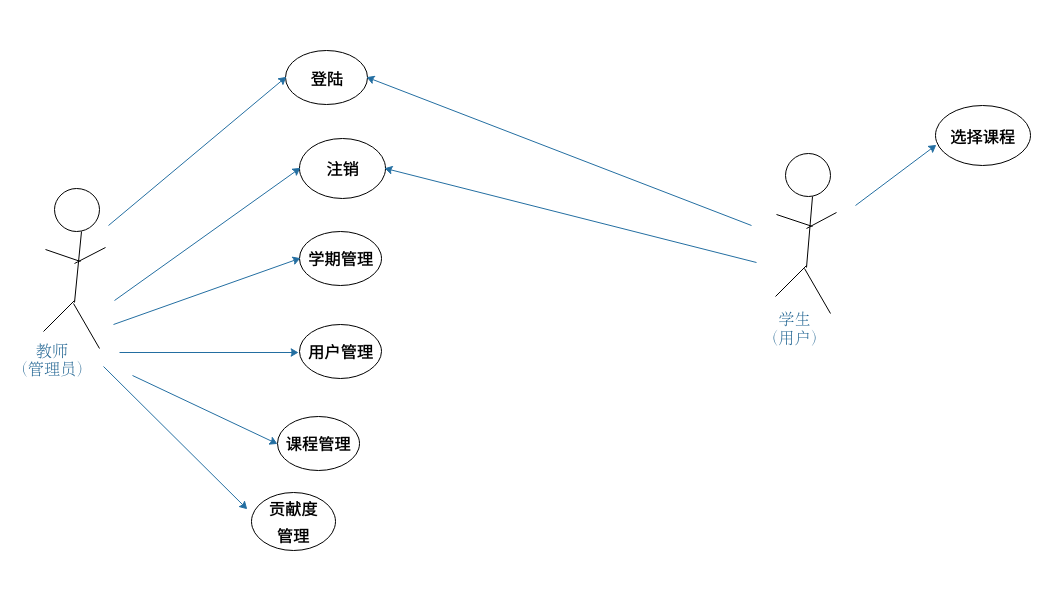 登陆
选择课程
注销
学期管理
学生
（用户）
教师
（管理员）
用户管理
课程管理
贡献度
管理